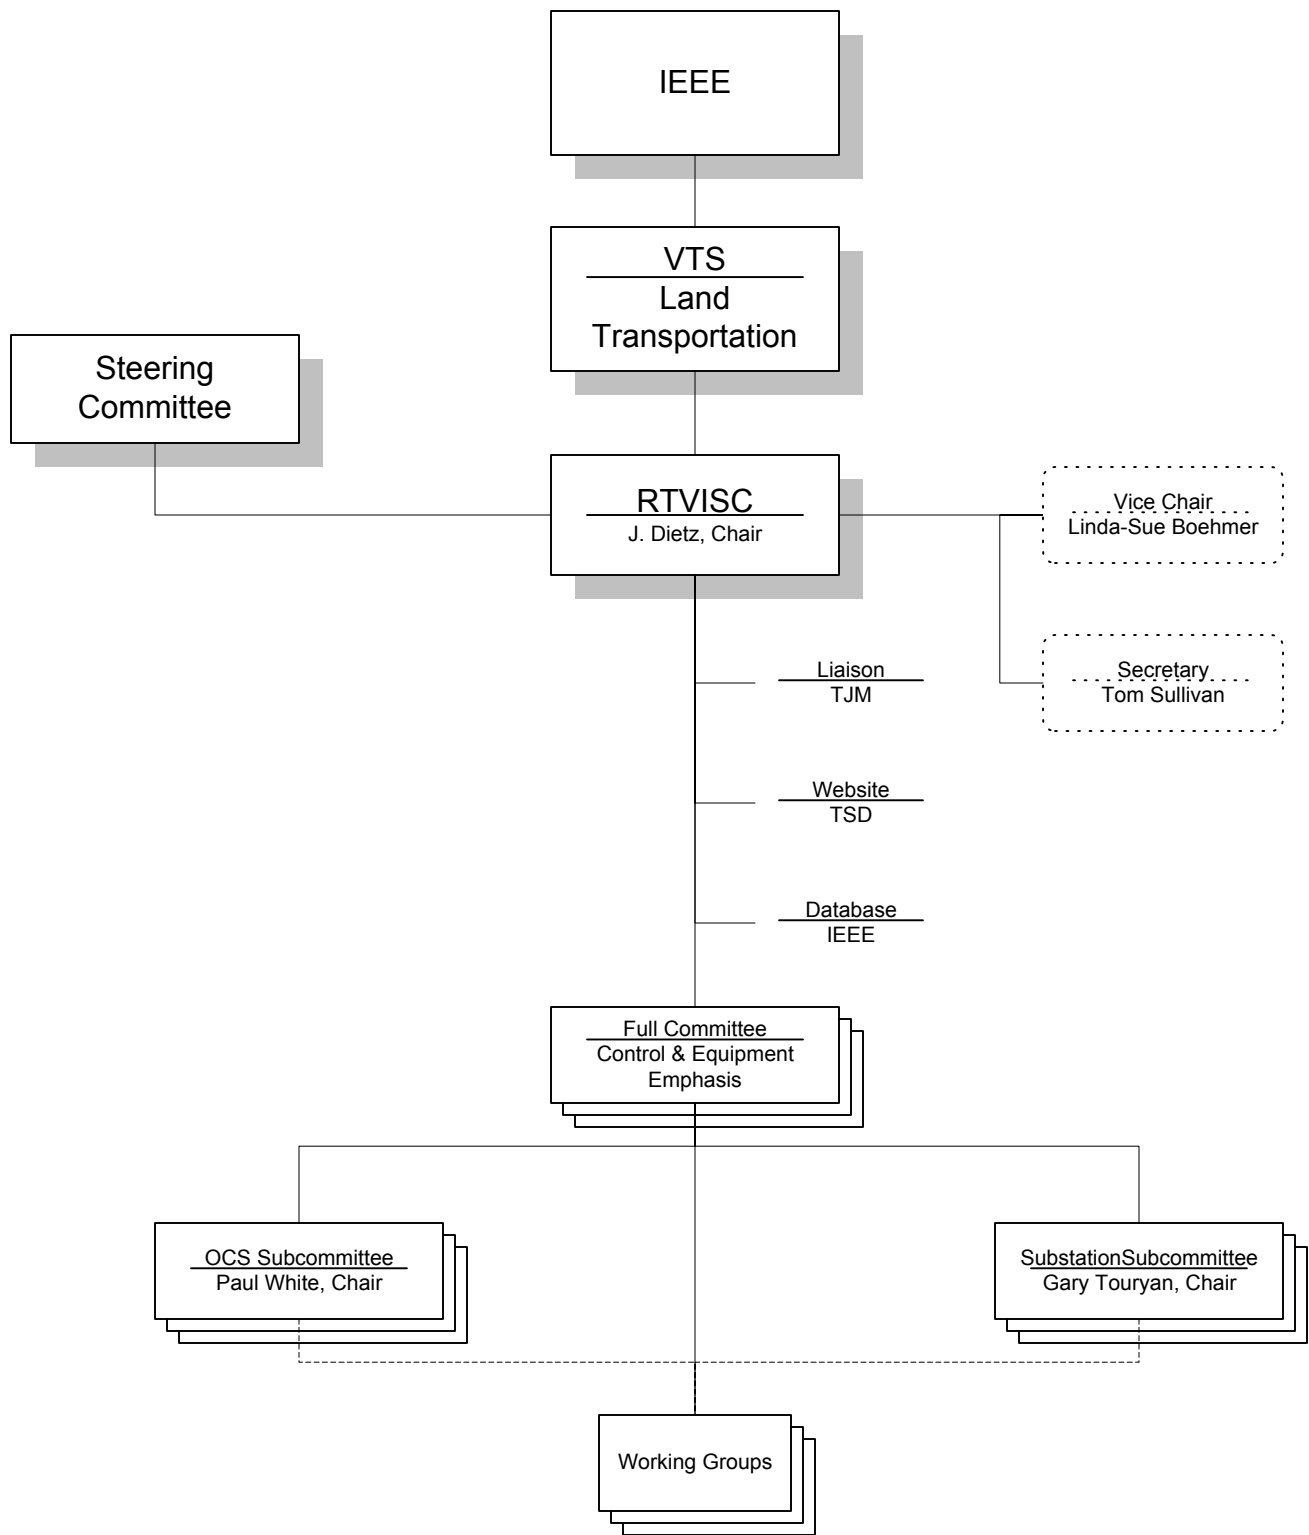 IEEE
VTS
Land
Transportation
Steering
Committee
RTVISC
J. Dietz, Chair
Vice Chair
Linda-Sue Boehmer
Liaison
TJM
Secretary
Tom Sullivan
Website
TSD
Database
IEEE
Full Committee
Control & Equipment
Emphasis
OCS Subcommittee
Paul White, Chair
SubstationSubcommittee
Gary Touryan, Chair
Working Groups